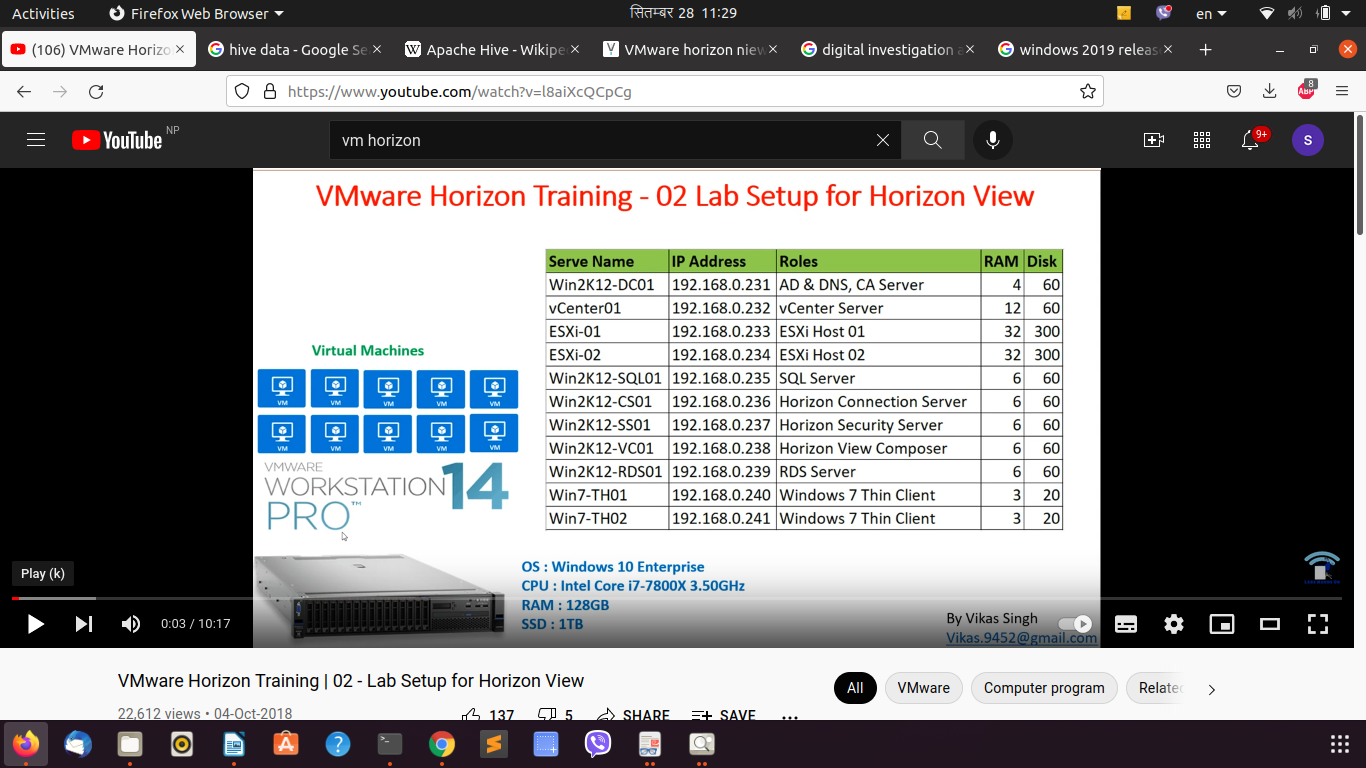 Activities Firefox Web Browser सितम्बर 28 11:29 en
(106) VMware Horizo hive data - Google Se Apache Hive - Wikipe VMware horizon niew digital investigation a windows 2019 releas
https://www.youtube.com/watch?v=l8aiXcQCpCg ABP 8
YouTube NP vm horizon 9+ S
VMware Horizon Training - 02 Lab Setup for Horizon View
Serve Name IP Address Roles RAM Disk
Win2K12-DC01 192.168.0.231 AD & DNS, CA Server 4 60
vCenter01 192.168.0.232 vCenter Server 12 60
ESXi-01 192.168.0.233 ESXi Host 01 32 300
ESXi-02 192.168.0.234 ESXi Host 02 32 300
Win2K12-SQL01 192.168.0.235 SQL Server 6 60
Win2K12-CS01 192.168.0.236 Horizon Connection Server 6 60
Win2K12-SS01 192.168.0.237 Horizon Security Server 6 60
Win2K12-VC01 192.168.0.238 Horizon View Composer 6 60
Win2K12-RDS01 192.168.0.239 RDS Server 6 60
Win7-TH01 192.168.0.240 Windows 7 Thin Client 3 20
Win7-TH02 192.168.0.241 Windows 7 Thin Client 3 20
Virtual Machines
VM VM VM VM VM
VM VM VM VM VM
VMWARE
WORKSTATION 14
PRO™
OS : Windows 10 Enterprise
CPU : Intel Core i7-7800X 3.50GHz
RAM : 128GB
SSD : 1TB
Play (k)
By Vikas Singh
Vikas.9452@gmail.com
0:03 / 10:17
VMware Horizon Training | 02 - Lab Setup for Horizon View
All VMware Computer program Relate
22,612 views • 04-Oct-2018 137 5 SHARE SAVE